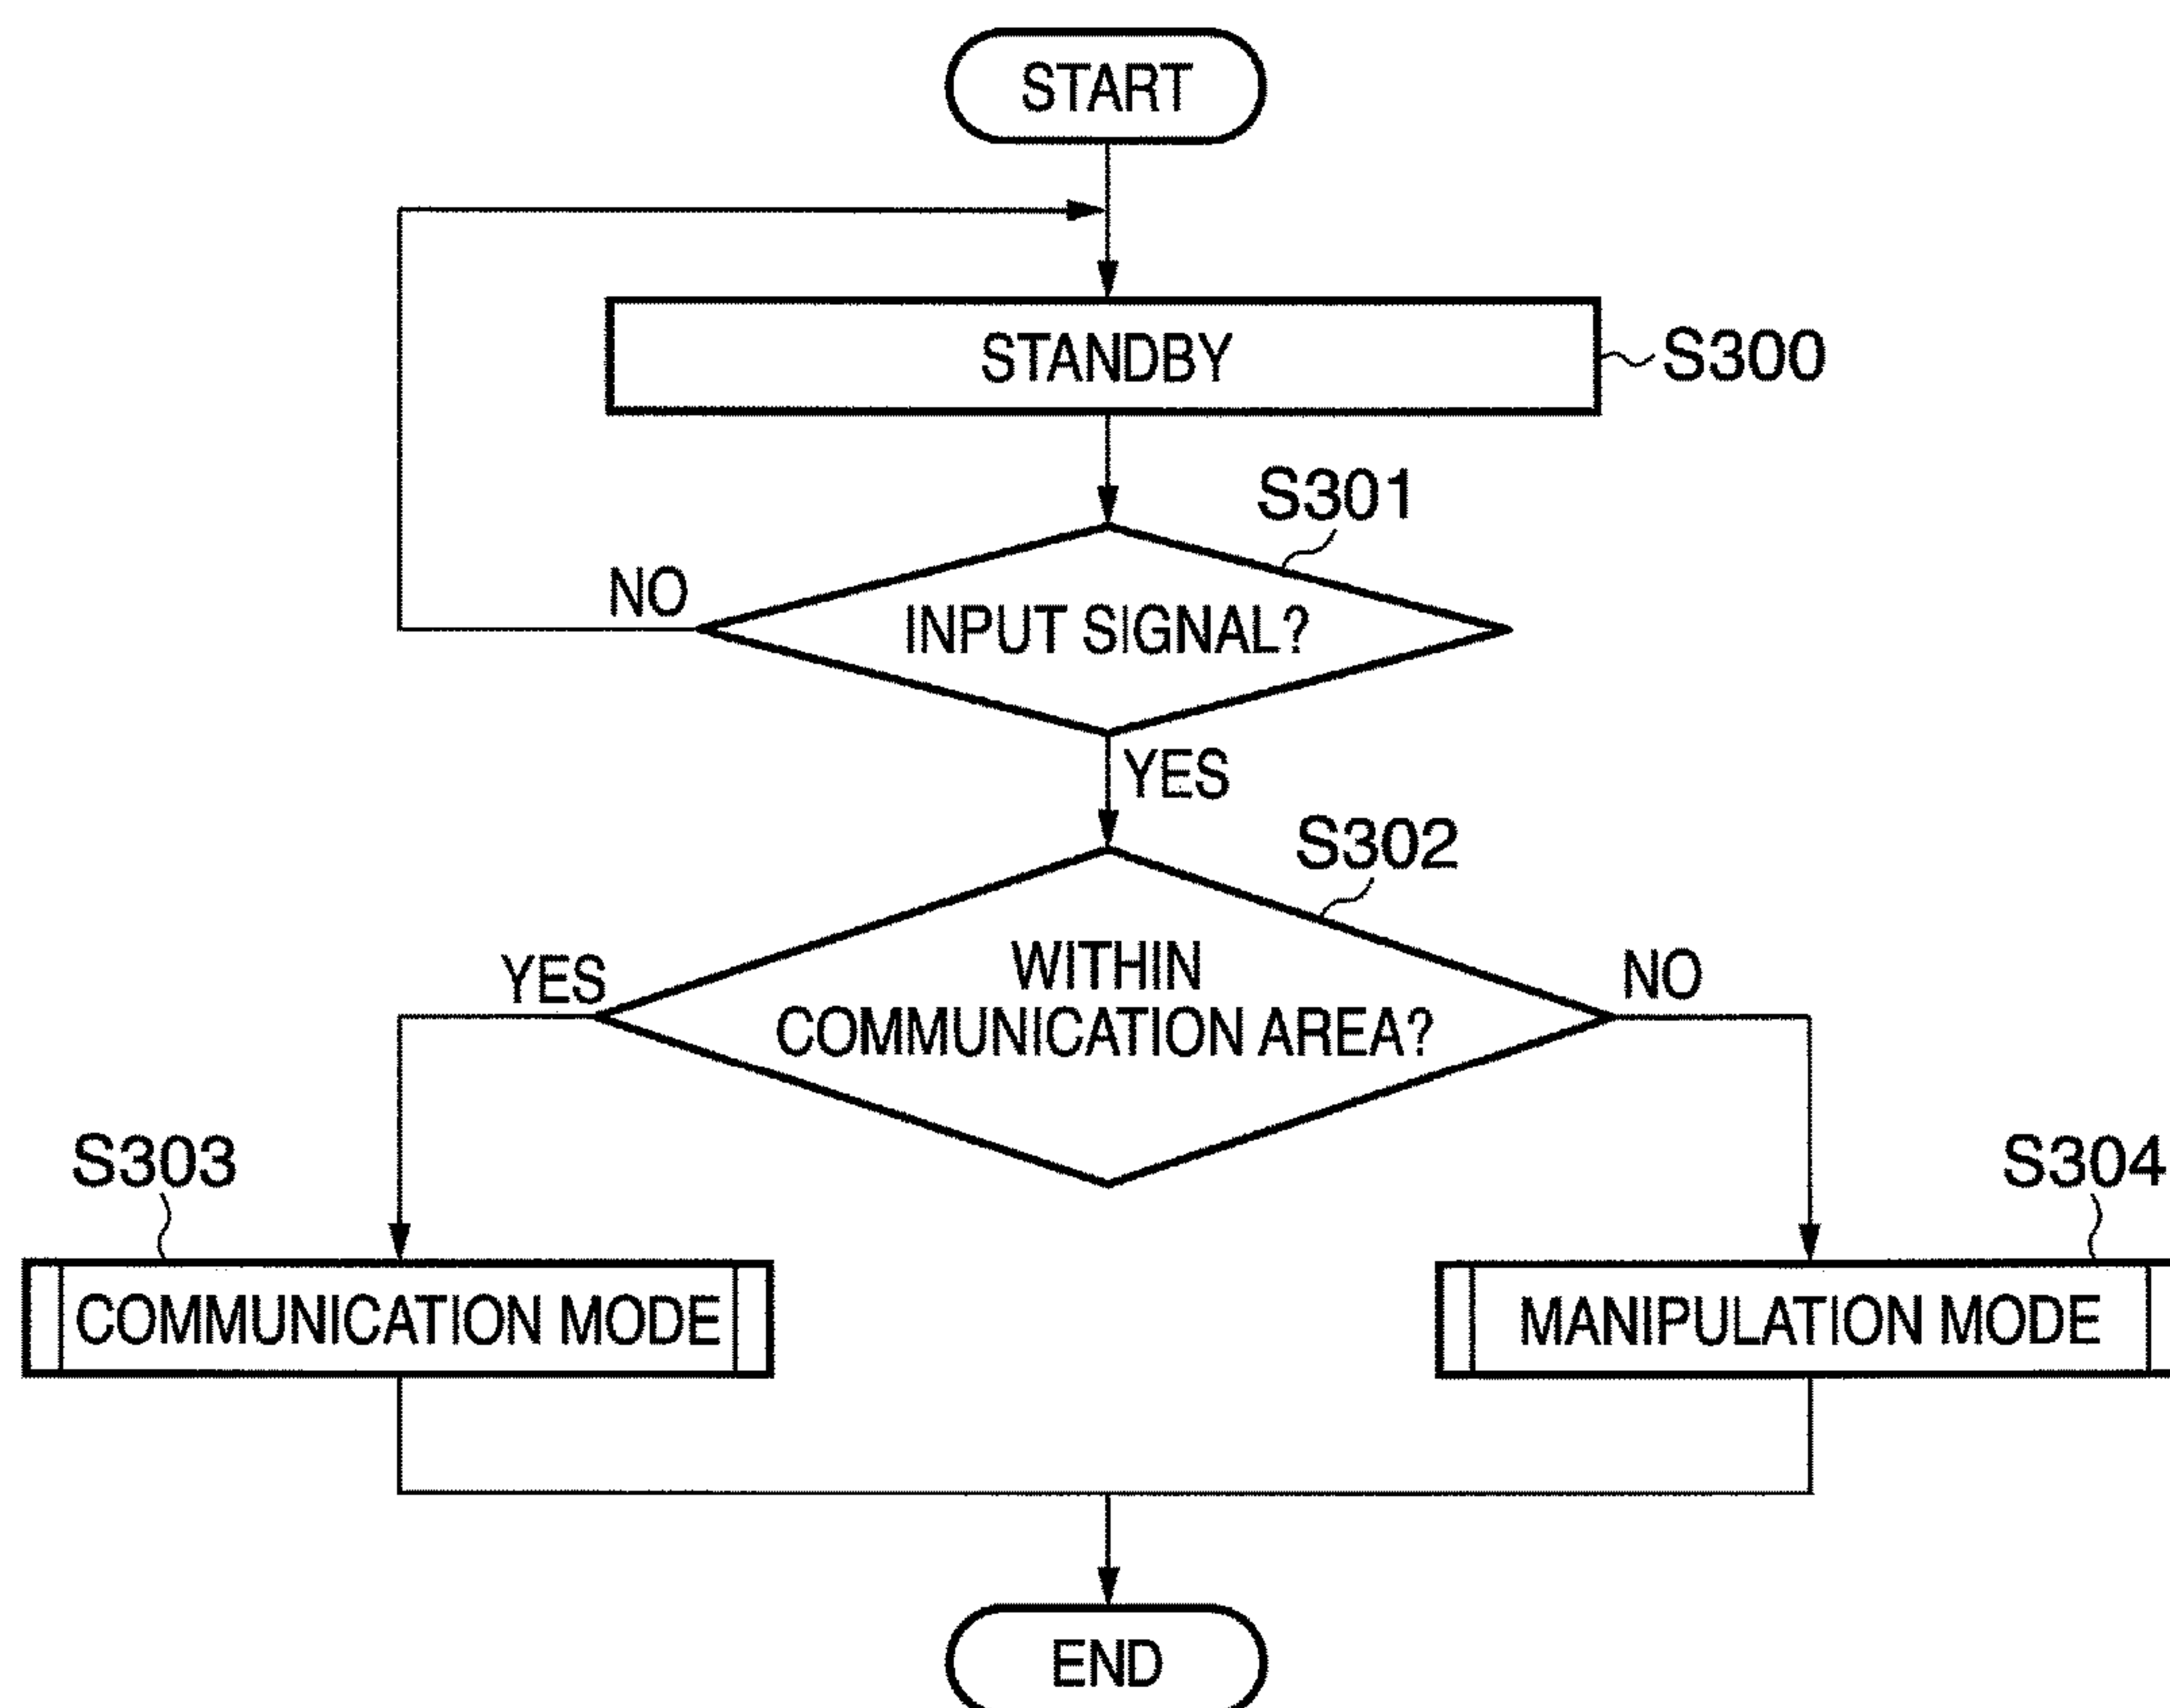 START
STANDBY
S300
S301
NO
INPUT SIGNAL?
YES
S302
YES
WITHIN
COMMUNICATION AREA?
NO
S303
S304
COMMUNICATION MODE
MANIPULATION MODE
END